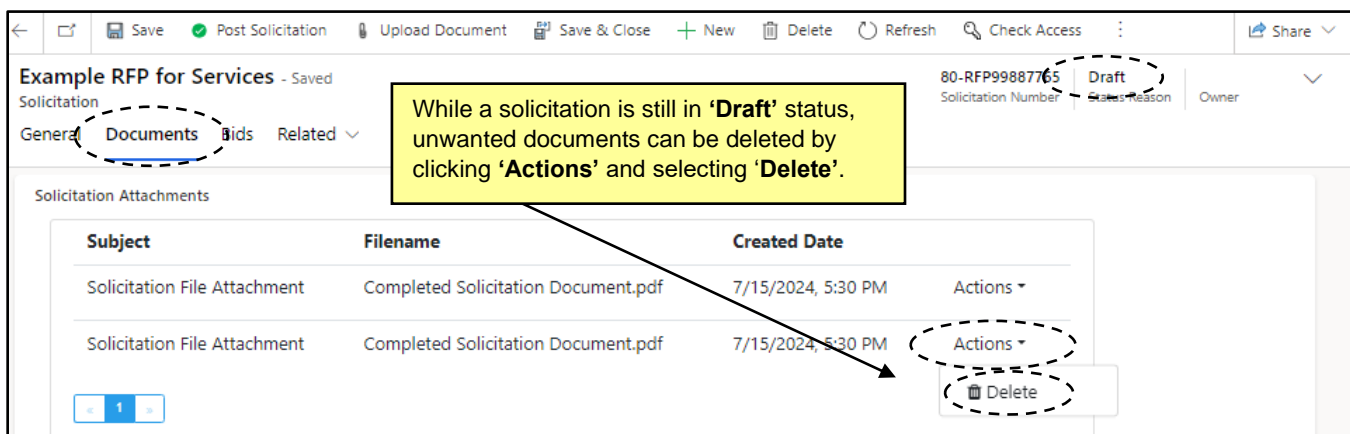 Save Post Solicitation Upload Document Save & Close New Delete Refresh Check Access Share
Example RFP for Services - Saved
Solicitation
80-RFP99887765 Draft
Solicitation Number Status Reason Owner
General Documents Bids Related
While a solicitation is still in ‘Draft’ status,
unwanted documents can be deleted by
clicking ‘Actions’ and selecting ‘Delete’.
Solicitation Attachments
Subject Filename Created Date
Solicitation File Attachment Completed Solicitation Document.pdf 7/15/2024, 5:30 PM Actions
Solicitation File Attachment Completed Solicitation Document.pdf 7/15/2024, 5:30 PM Actions
Delete
« 1 »